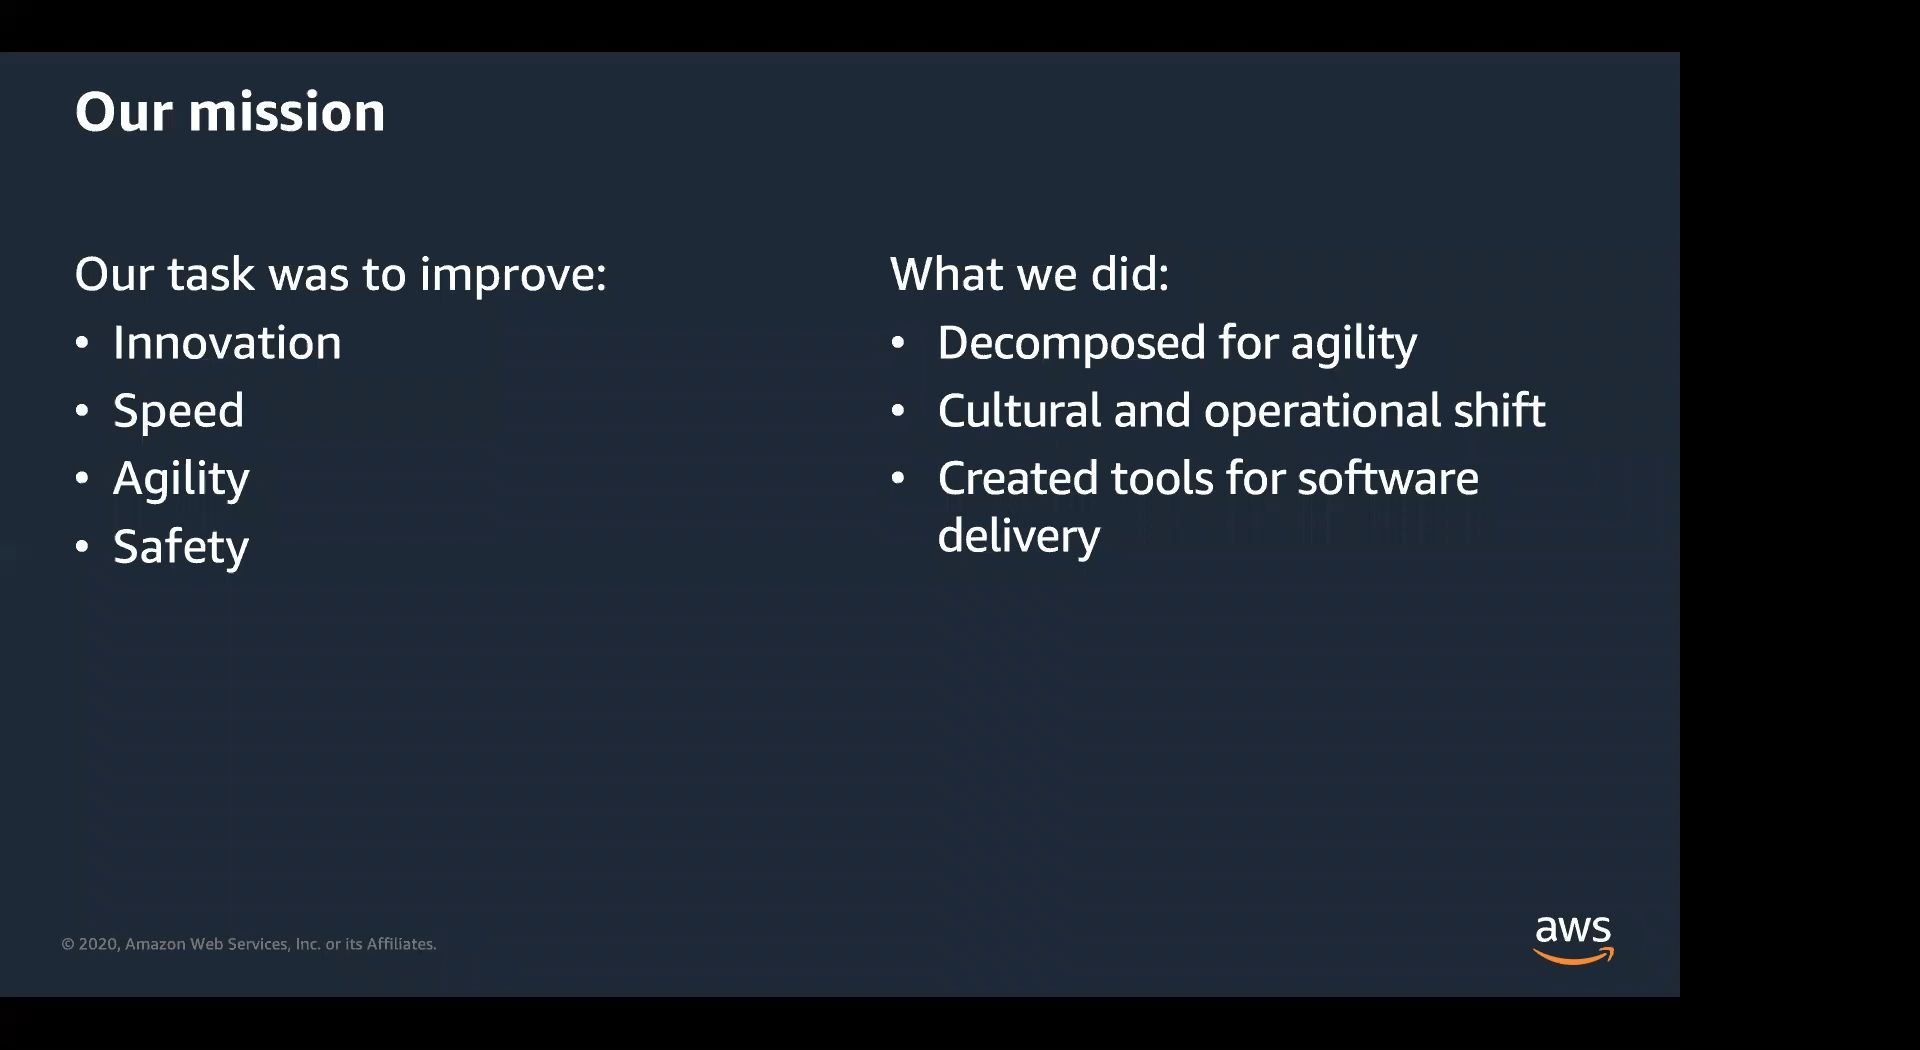 Our mission
Our task was to improve:
• Innovation
• Speed
• Agility
• Safety
What we did:
• Decomposed for agility
• Cultural and operational shift
• Created tools for software
delivery
© 2020, Amazon Web Services, Inc. or its Affiliates.
aws